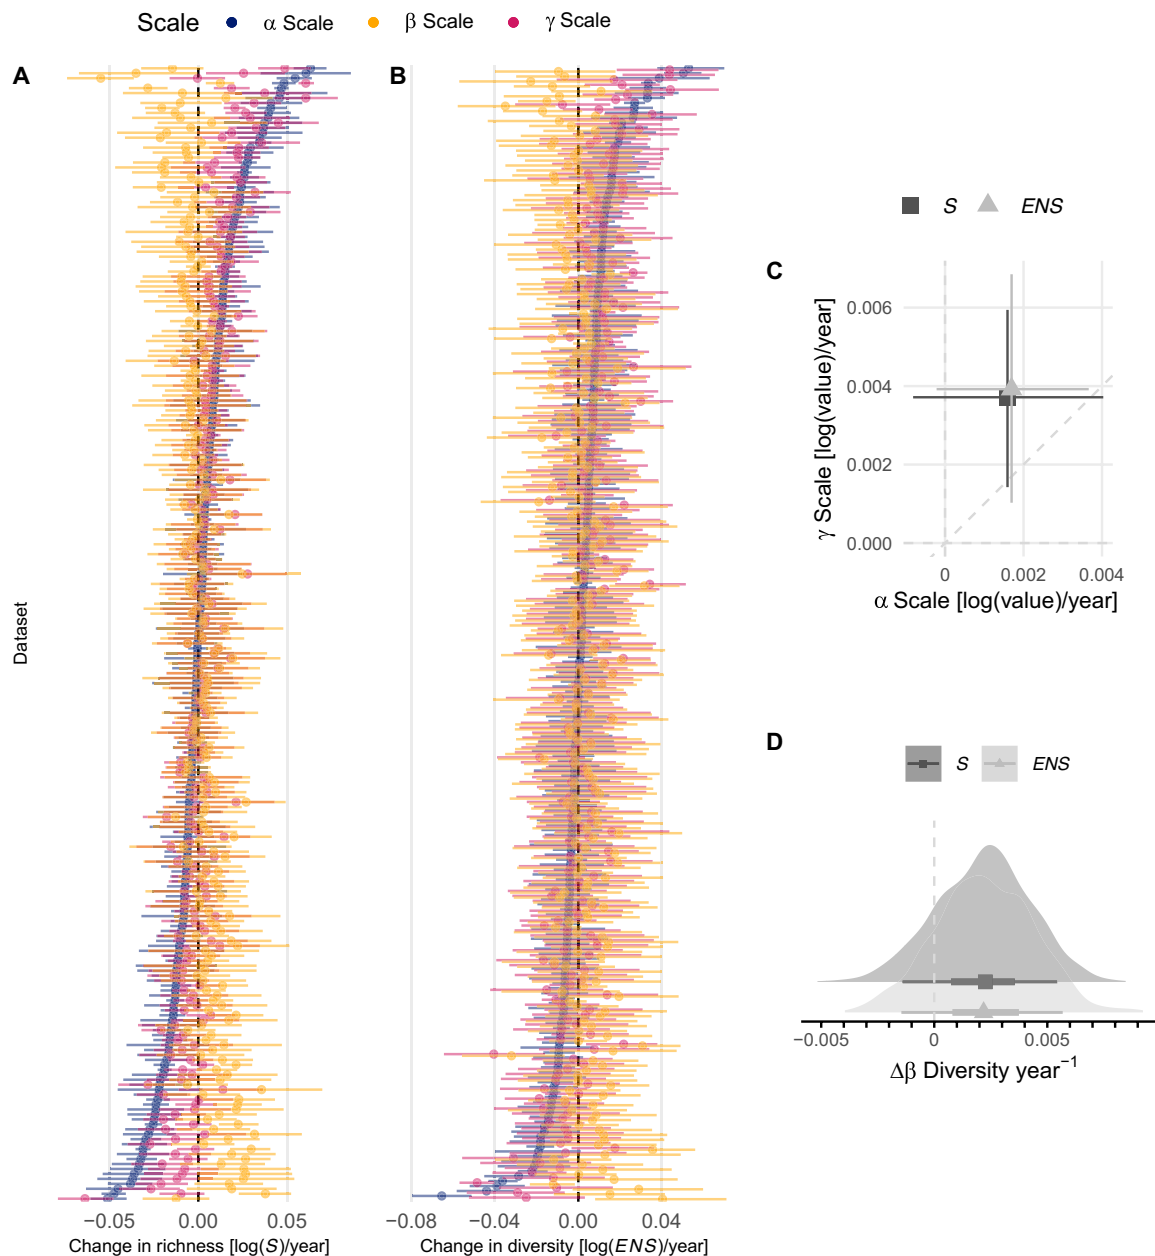 Scale α Scale β Scale γ Scale
A
B
Dataset
−0.05 0.00 0.05
Change in richness [log(S)/year]
−0.08 −0.04 0.00 0.04
Change in diversity [log(ENS)/year]
S ENS
C
γ Scale [log(value)/year]
0.006
0.004
0.002
0.000
0 0.002 0.004
α Scale [log(value)/year]
D
S ENS
−0.005 0 0.005
Δβ Diversity year⁻¹